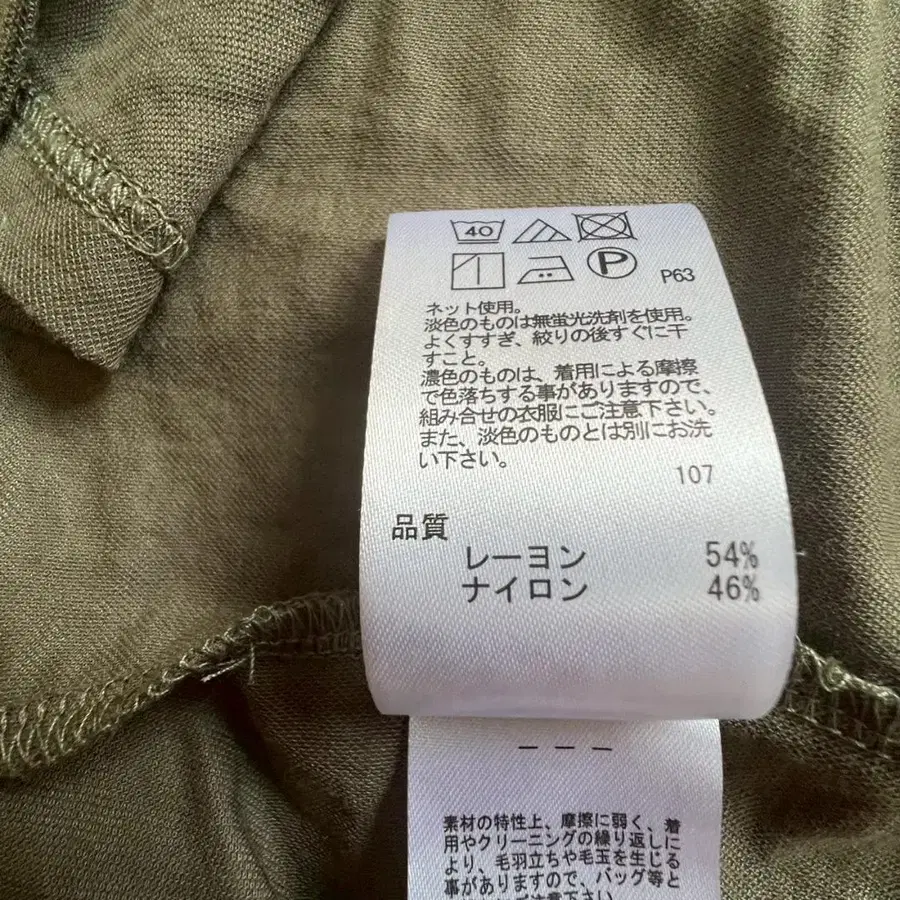 40
P
P63
ネット使用。
淡色のものは無蛍光洗剤を使用。
よくすすぎ、絞りの後すぐに干
すこと。
濃色のものは、着用による摩擦
で色落ちする事がありますので、
組み合せの衣服にご注意下さい。
また、淡色のものとは別にお洗
い下さい。
107
品質
レーヨン 54%
ナイロン 46%
---
素材の特性上、摩擦に弱く、着
用やクリーニングの繰り返しに
より、毛羽立ちや毛玉を生じる
事がありますので、バッグ等と
ご注意下さい